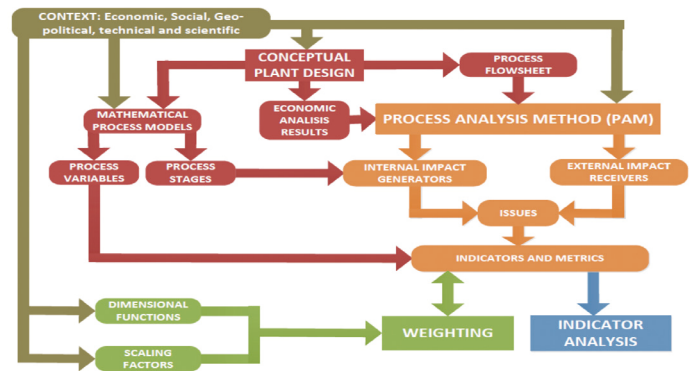 CONTEXT: Economic, Social, Geo-
political, technical and scientific
CONCEPTUAL
PLANT DESIGN
PROCESS
FLOWSHEET
MATHEMATICAL
PROCESS MODELS
ECONOMIC
ANALISIS
RESULTS
PROCESS ANALYSIS METHOD (PAM)
PROCESS
VARIABLES
PROCESS
STAGES
INTERNAL IMPACT
GENERATORS
EXTERNAL IMPACT
RECEIVERS
ISSUES
INDICATORS AND METRICS
DIMENSIONAL
FUNCTIONS
SCALING
FACTORS
WEIGHTING
INDICATOR
ANALYSIS